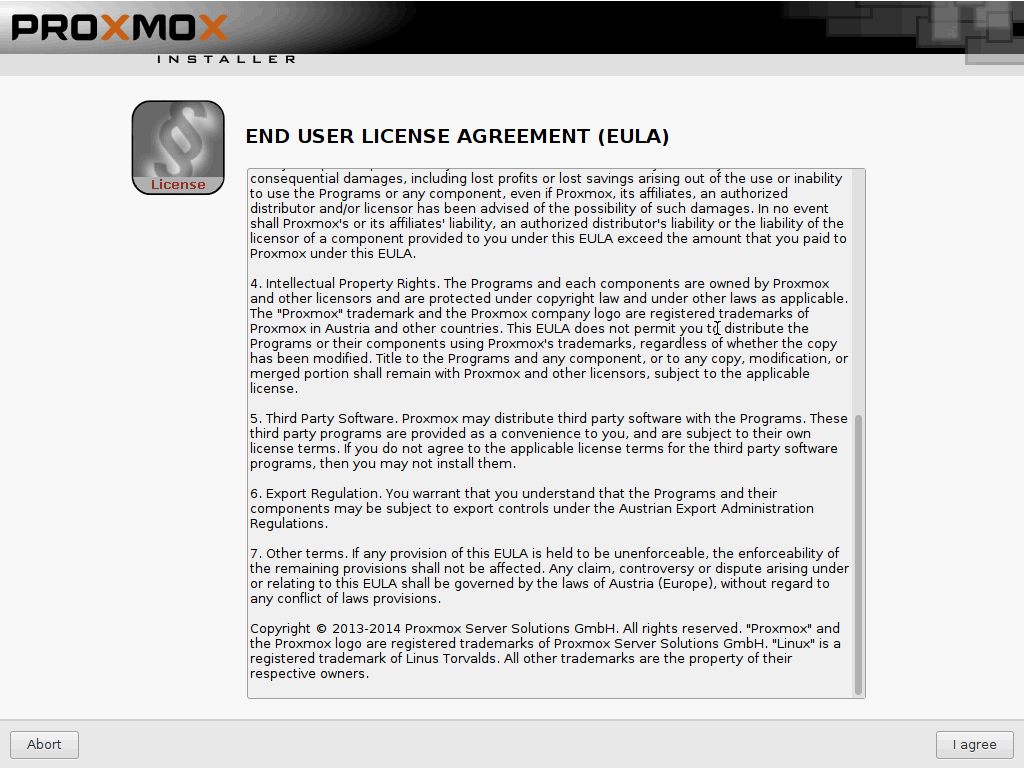 PROXMOX
INSTALLER
License
END USER LICENSE AGREEMENT (EULA)
consequential damages, including lost profits or lost savings arising out of the use or inability
to use the Programs or any component, even if Proxmox, its affiliates, an authorized
distributor and/or licensor has been advised of the possibility of such damages. In no event
shall Proxmox's or its affiliates' liability, an authorized distributor's liability or the liability of the
licensor of a component provided to you under this EULA exceed the amount that you paid to
Proxmox under this EULA.
4. Intellectual Property Rights. The Programs and each components are owned by Proxmox
and other licensors and are protected under copyright law and under other laws as applicable.
The "Proxmox" trademark and the Proxmox company logo are registered trademarks of
Proxmox in Austria and other countries. This EULA does not permit you to distribute the
Programs or their components using Proxmox's trademarks, regardless of whether the copy
has been modified. Title to the Programs and any component, or to any copy, modification, or
merged portion shall remain with Proxmox and other licensors, subject to the applicable
license.
5. Third Party Software. Proxmox may distribute third party software with the Programs. These
third party programs are provided as a convenience to you, and are subject to their own
license terms. If you do not agree to the applicable license terms for the third party software
programs, then you may not install them.
6. Export Regulation. You warrant that you understand that the Programs and their
components may be subject to export controls under the Austrian Export Administration
Regulations.
7. Other terms. If any provision of this EULA is held to be unenforceable, the enforceability of
the remaining provisions shall not be affected. Any claim, controversy or dispute arising under
or relating to this EULA shall be governed by the laws of Austria (Europe), without regard to
any conflict of laws provisions.
Copyright © 2013-2014 Proxmox Server Solutions GmbH. All rights reserved. "Proxmox" and
the Proxmox logo are registered trademarks of Proxmox Server Solutions GmbH. "Linux" is a
registered trademark of Linus Torvalds. All other trademarks are the property of their
respective owners.
Abort
I agree